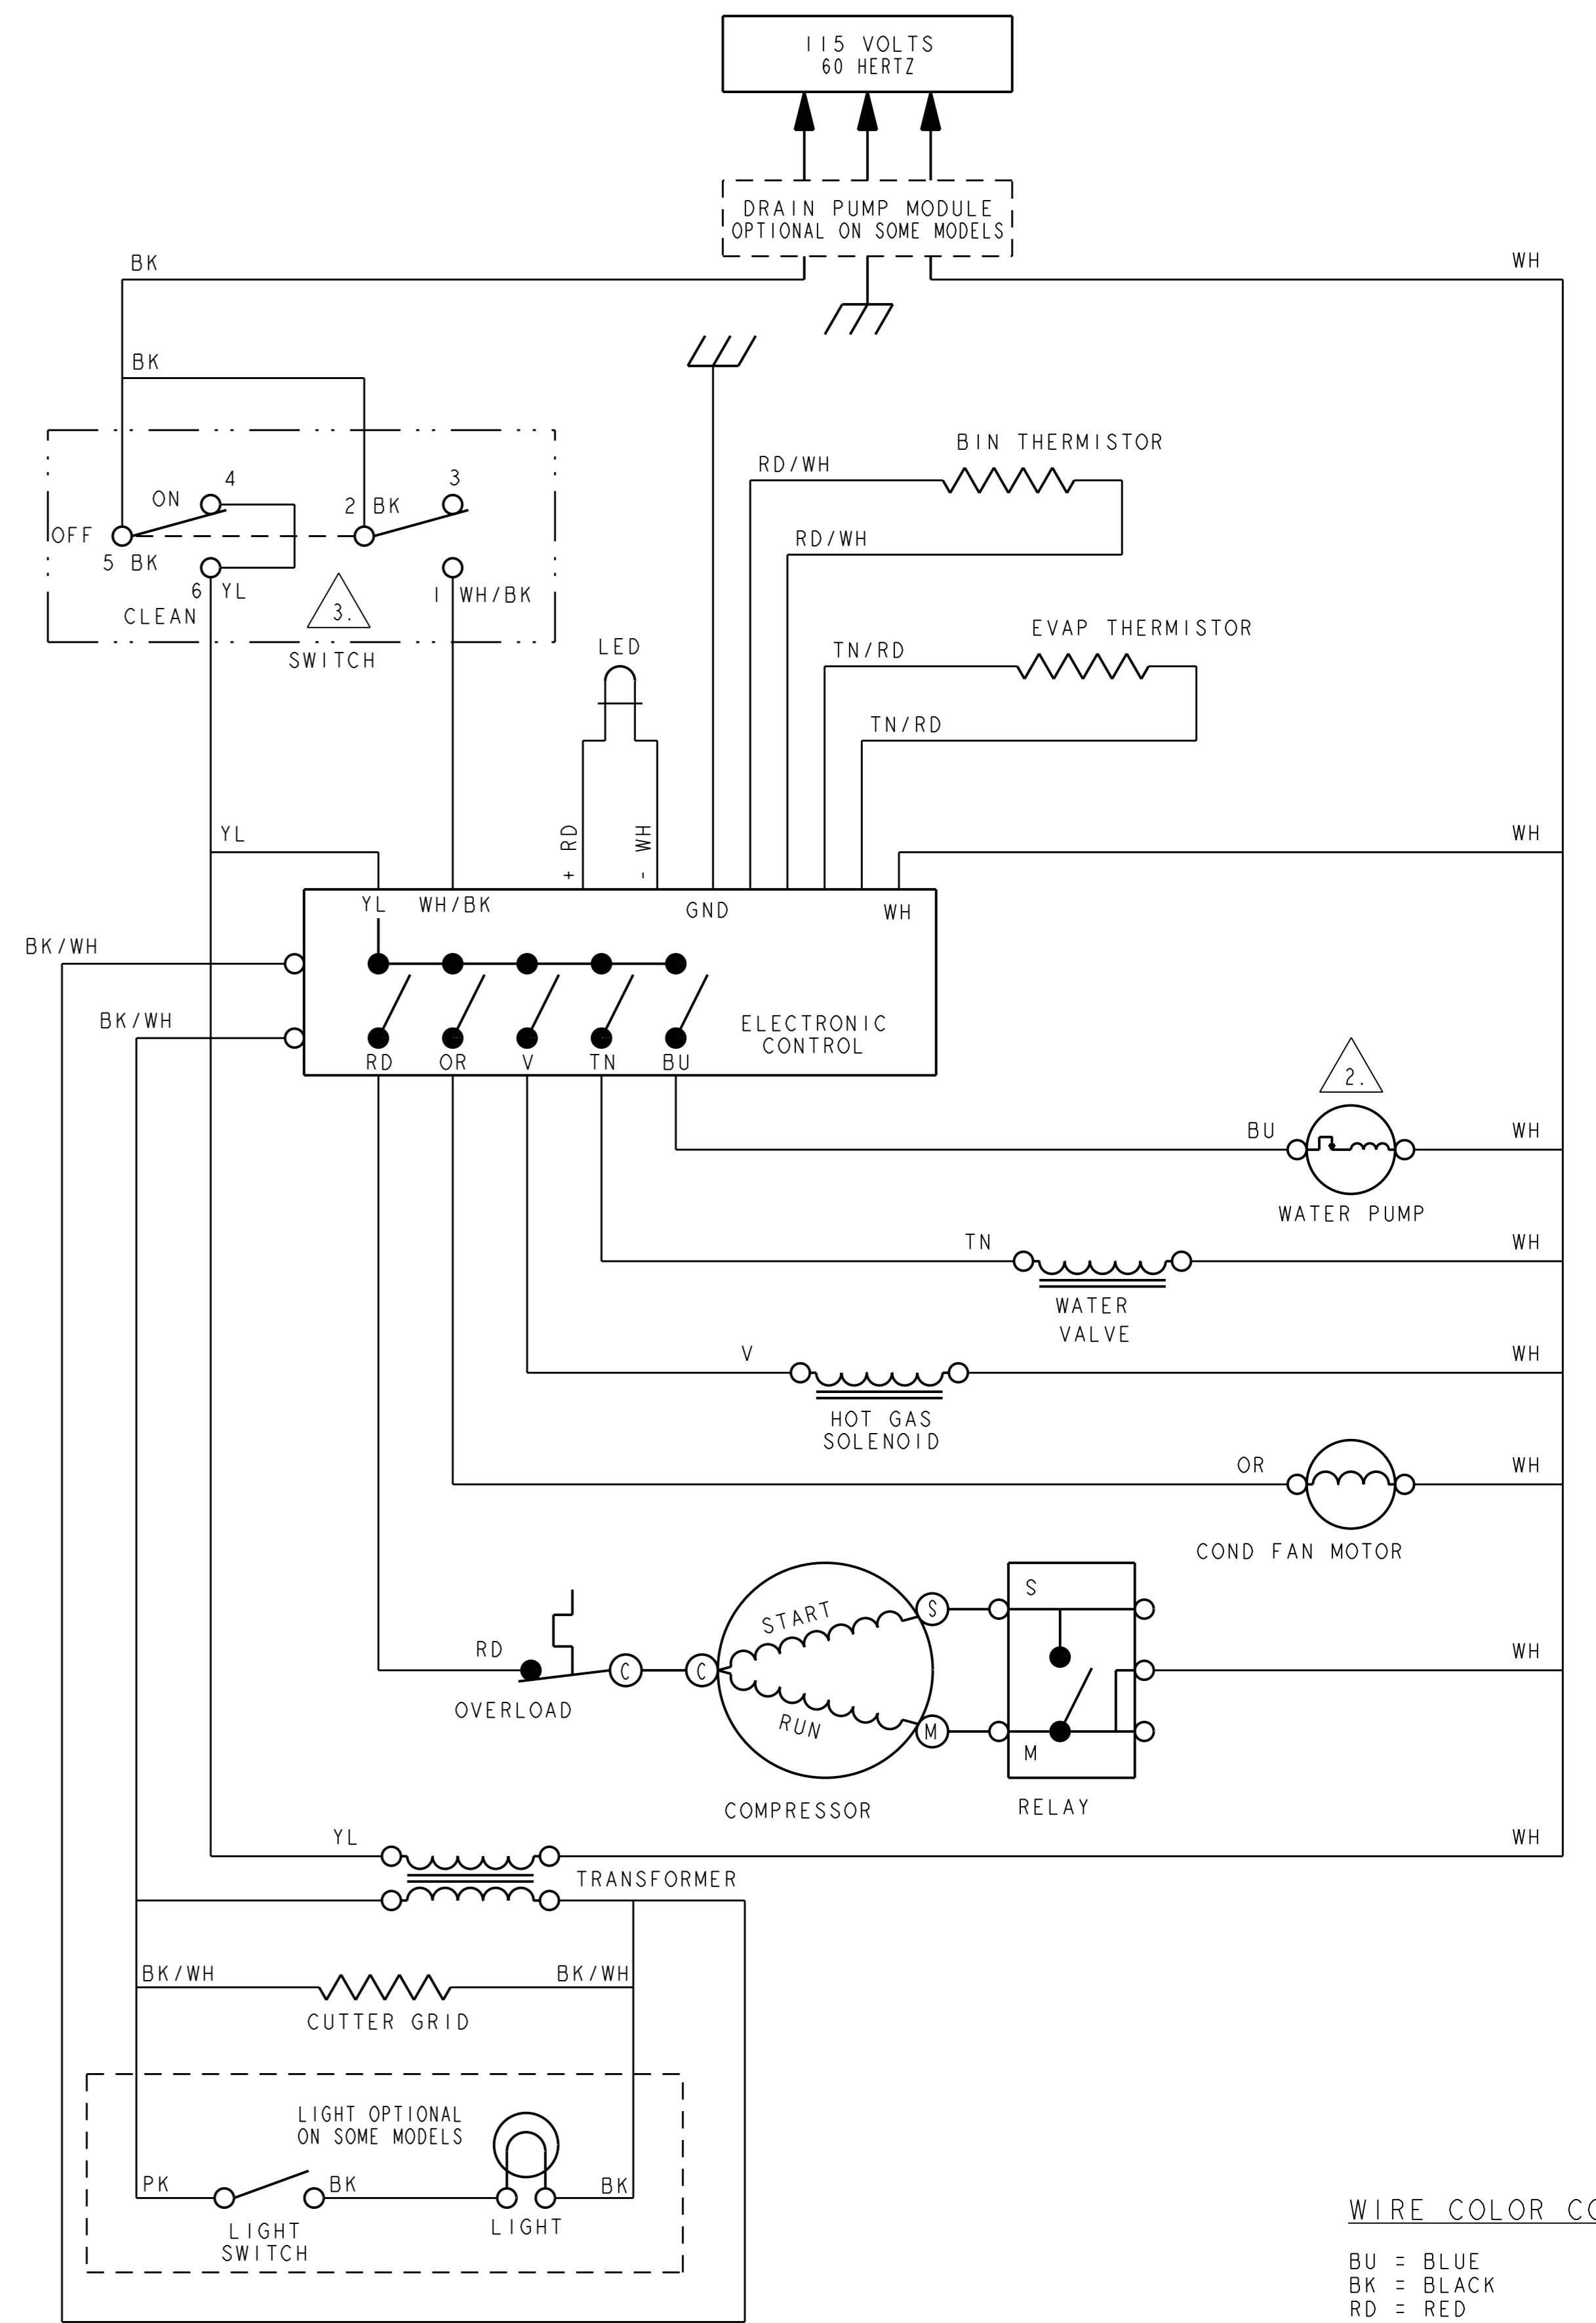 115 VOLTS
60 HERTZ
DRAIN PUMP MODULE
OPTIONAL ON SOME MODELS
BK
WH
BK
BIN THERMISTOR
RD/WH
4
3
ON
2 BK
OFF
RD/WH
5 BK
6 YL
1 WH/BK
3.
CLEAN
EVAP THERMISTOR
LED
TN/RD
SWITCH
TN/RD
YL
+ RD
- WH
WH
YL
WH/BK
GND
WH
BK/WH
BK/WH
ELECTRONIC
CONTROL
RD
OR
V
TN
BU
2.
BU
WH
WATER PUMP
TN
WH
WATER
VALVE
V
WH
HOT GAS
SOLENOID
OR
WH
COND FAN MOTOR
S
START
S
RD
C
C
WH
OVERLOAD
RUN
M
M
COMPRESSOR
RELAY
YL
WH
TRANSFORMER
BK/WH
BK/WH
CUTTER GRID
LIGHT OPTIONAL
ON SOME MODELS
PK
BK
BK
LIGHT
SWITCH
LIGHT
WIRE COLOR CO
BU = BLUE
BK = BLACK
RD = RED